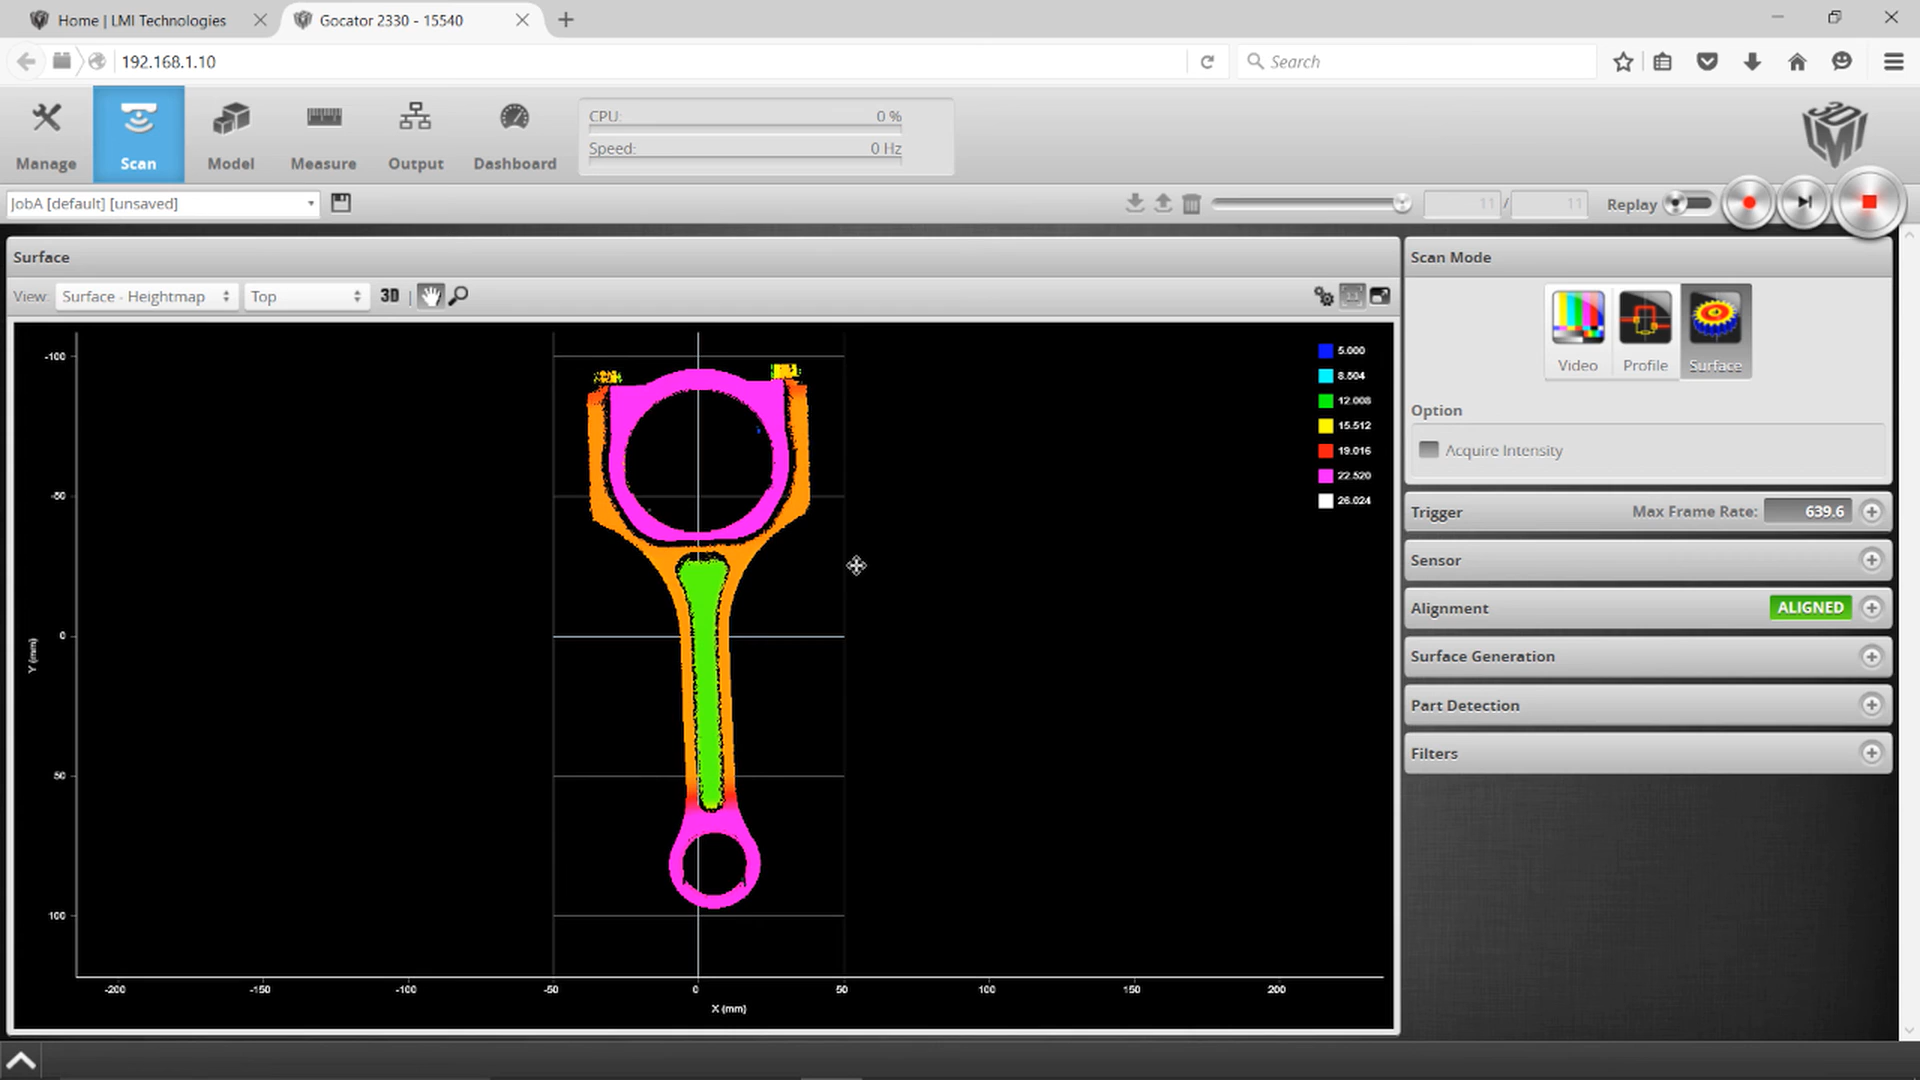 Home | LMI Technologies
Gocator 2330 - 15540
192.168.1.10
Search
Manage
Scan
Model
Measure
Output
Dashboard
CPU: 0 %
Speed: 0 Hz
JobA [default] [unsaved]
11 / 11
Replay
Surface
View: Surface - Heightmap Top 3D
-100
-50
0
50
100
Y (mm)
5.000
8.504
12.008
15.512
19.016
22.520
26.024
-200 -150 -100 -50 0 50 100 150 200
X (mm)
Scan Mode
Video Profile Surface
Option
Acquire Intensity
Trigger Max Frame Rate: 639.6
Sensor
Alignment ALIGNED
Surface Generation
Part Detection
Filters